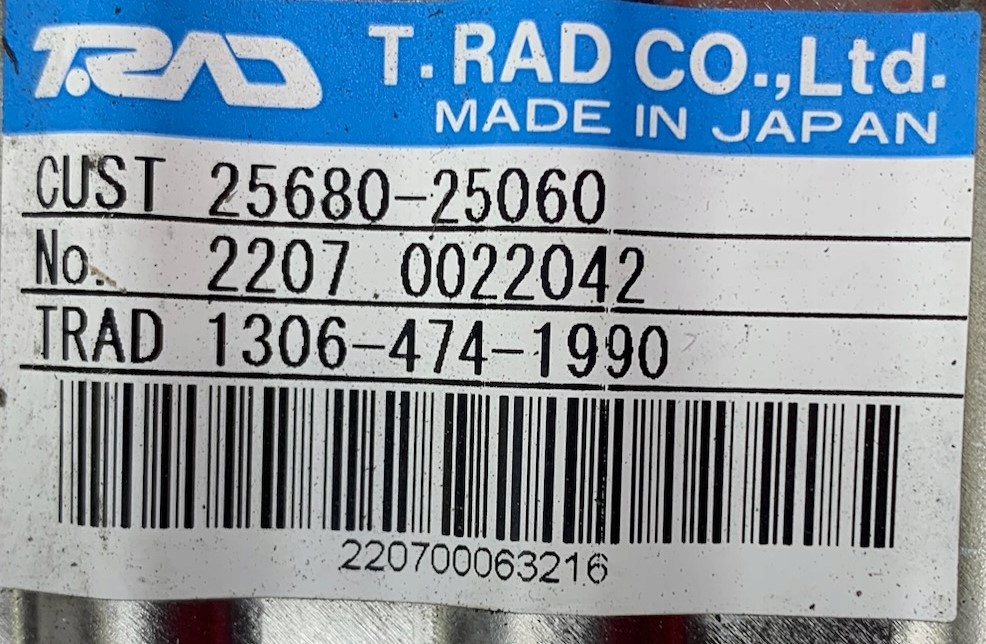 T.RAD T. RAD CO.,Ltd.
MADE IN JAPAN
CUST 25680-25060
No. 2207 0022042
TRAD 1306-474-1990
220700063216